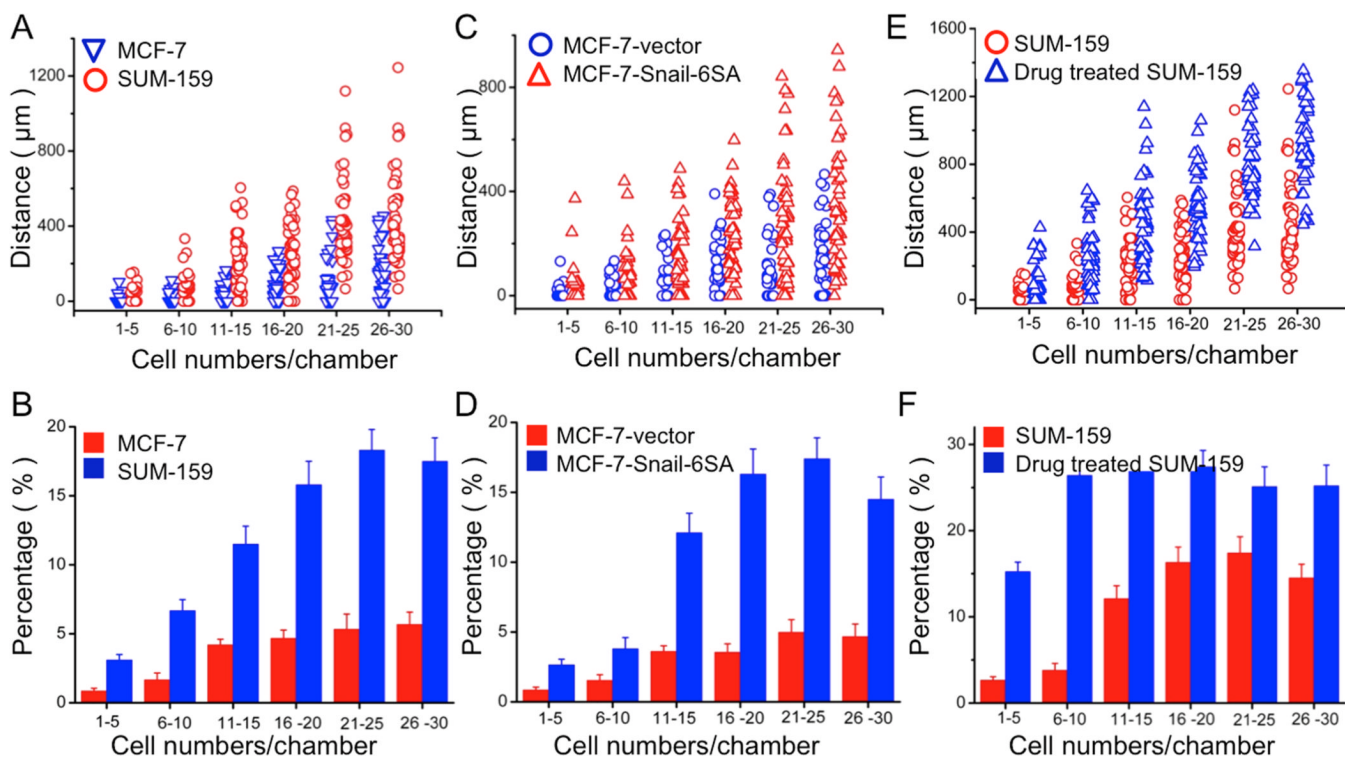 A
MCF-7
SUM-159
1200
800
400
0
Distance ( µm)
1-5 6-10 11-15 16-20 21-25 26-30
Cell numbers/chamber
C
MCF-7-vector
MCF-7-Snail-6SA
800
400
0
Distance ( µm)
1-5 6-10 11-15 16-20 21-25 26-30
Cell numbers/chamber
E
SUM-159
Drug treated SUM-159
1600
1200
800
400
0
Distance ( µm)
1-5 6-10 11-15 16-20 21-25 26-30
Cell numbers/chamber
B
MCF-7
SUM-159
20
15
10
5
0
Percentage ( %)
1-5 6-10 11-15 16 -20 21-25 26 -30
Cell numbers/chamber
D
MCF-7-vector
MCF-7-Snail-6SA
20
15
10
5
0
Percentage ( %)
1-5 6-10 11-15 16 -20 21-25 26 -30
Cell numbers/chamber
F
SUM-159
Drug treated SUM-159
30
20
10
0
Percentage ( %)
1-5 6-10 11-15 16 -20 21-25 26 -30
Cell numbers/chamber